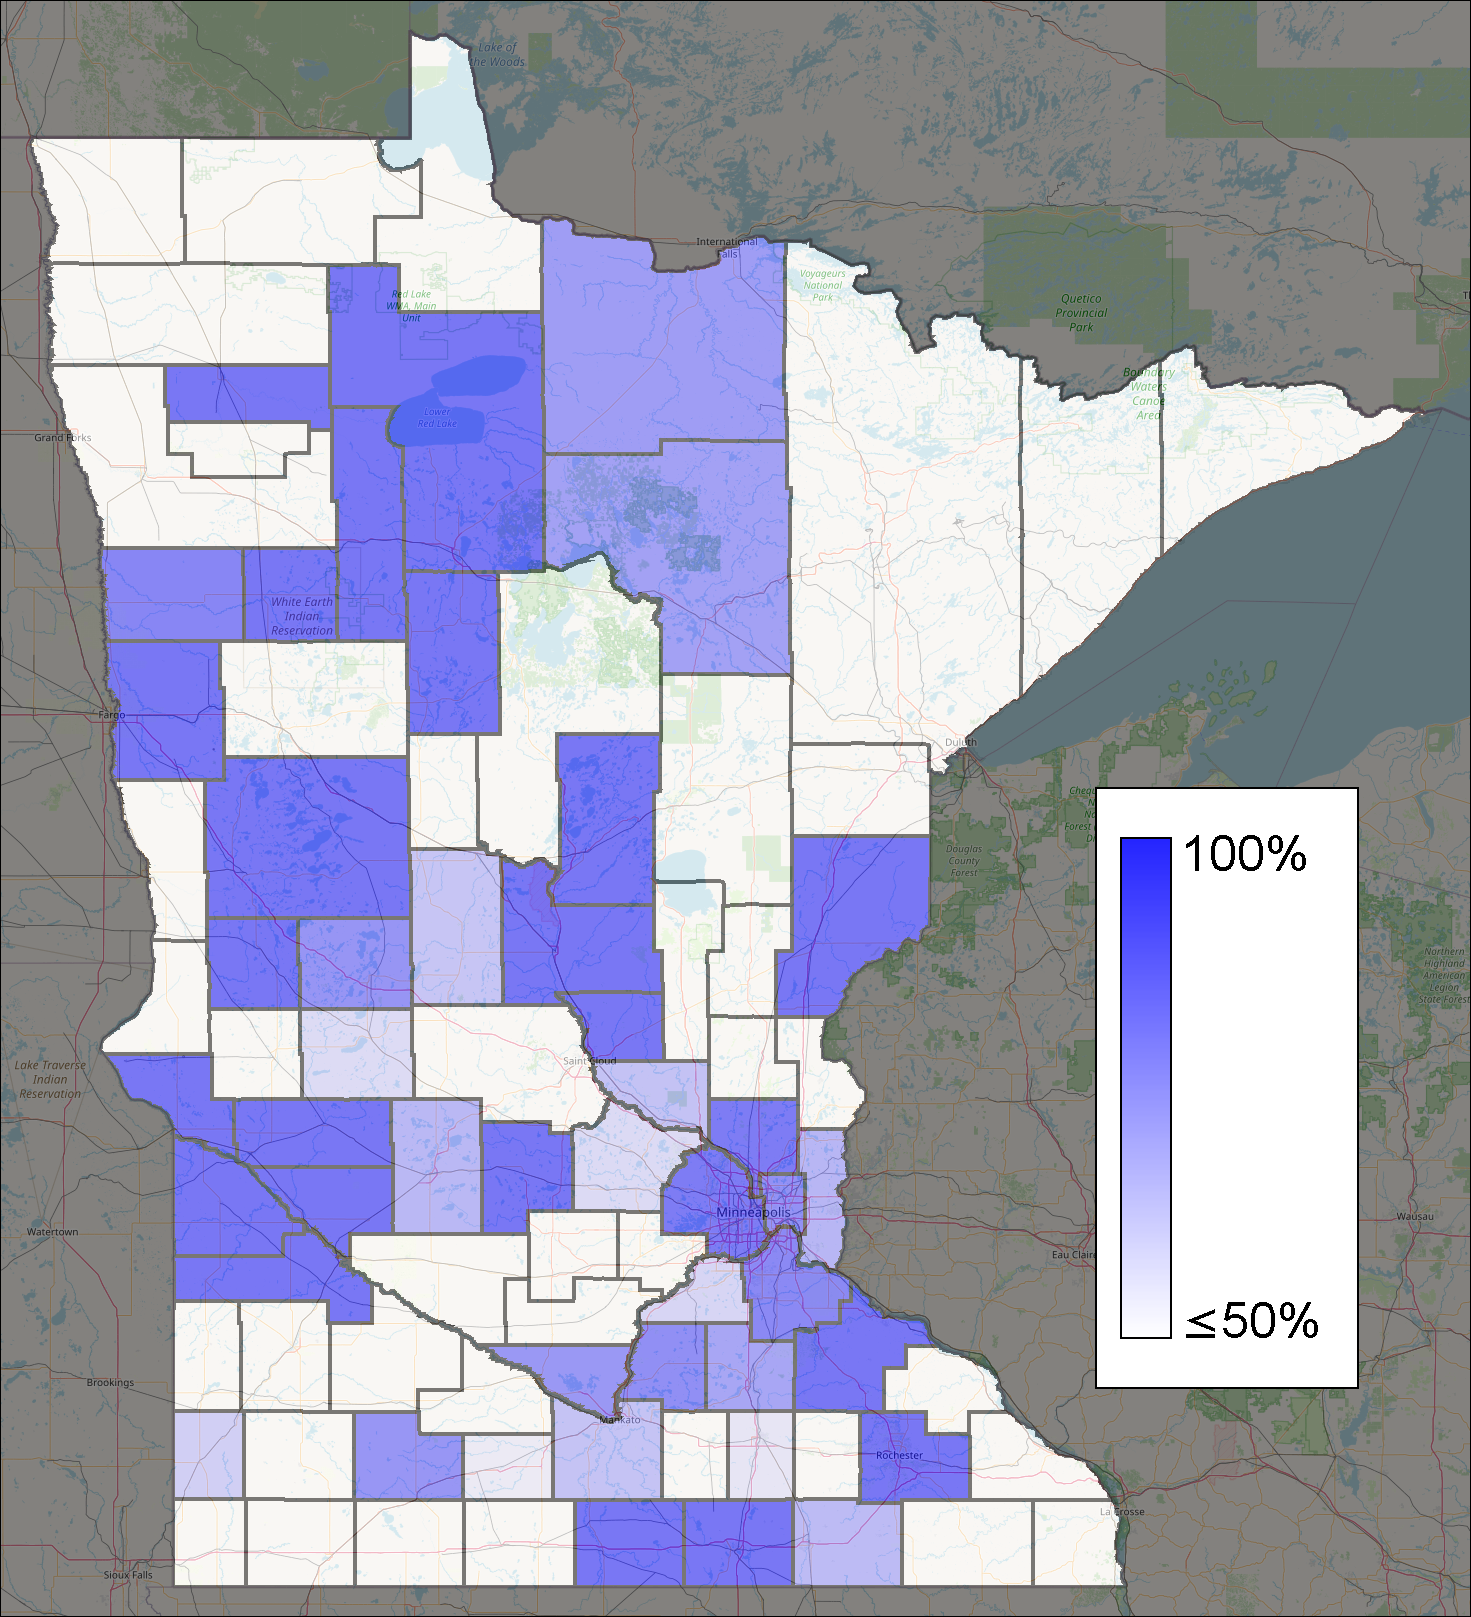 Lake of
the Woods
International
Falls
Voyageurs
National
Park
Red Lake
WMA, Main
Unit
Quetico
Provincial
Park
Boundary
Waters
Canoe
Area
Lower
Red Lake
Grand Forks
White Earth
Indian
Reservation
Fargo
Duluth
Douglas
County
Forest
100%
Northern
Highland
American
Legion
State Forest
Lake Traverse
Indian
Reservation
Saint Cloud
Minneapolis
Watertown
Wausau
Eau Clair
≤50%
Brookings
Mankato
Rochester
La Crosse
Sioux Falls